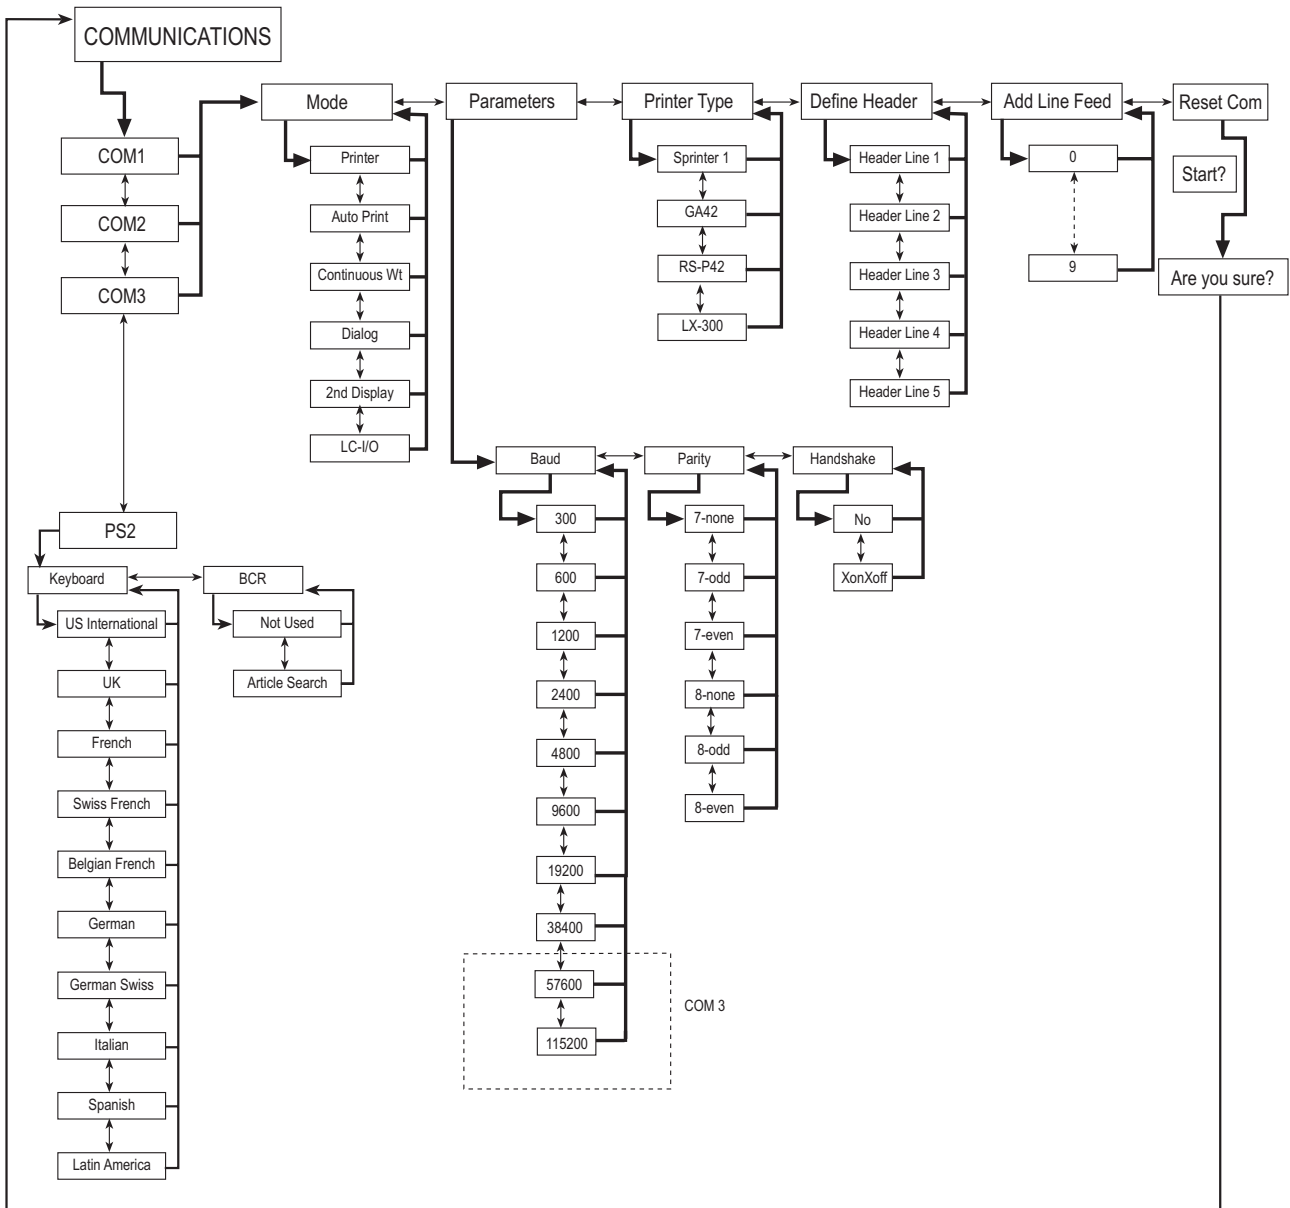 COMMUNICATIONS
COM1
COM2
COM3
PS2
Mode
Printer
Auto Print
Continuous Wt
Dialog
2nd Display
LC-I/O
Parameters
Baud
300
600
1200
2400
4800
9600
19200
38400
57600
115200
COM 3
Parity
7-none
7-odd
7-even
8-none
8-odd
8-even
Handshake
No
XonXoff
Printer Type
Sprinter 1
GA42
RS-P42
LX-300
Define Header
Header Line 1
Header Line 2
Header Line 3
Header Line 4
Header Line 5
Add Line Feed
0
9
Reset Com
Start?
Are you sure?
Keyboard
US International
UK
French
Swiss French
Belgian French
German
German Swiss
Italian
Spanish
Latin America
BCR
Not Used
Article Search